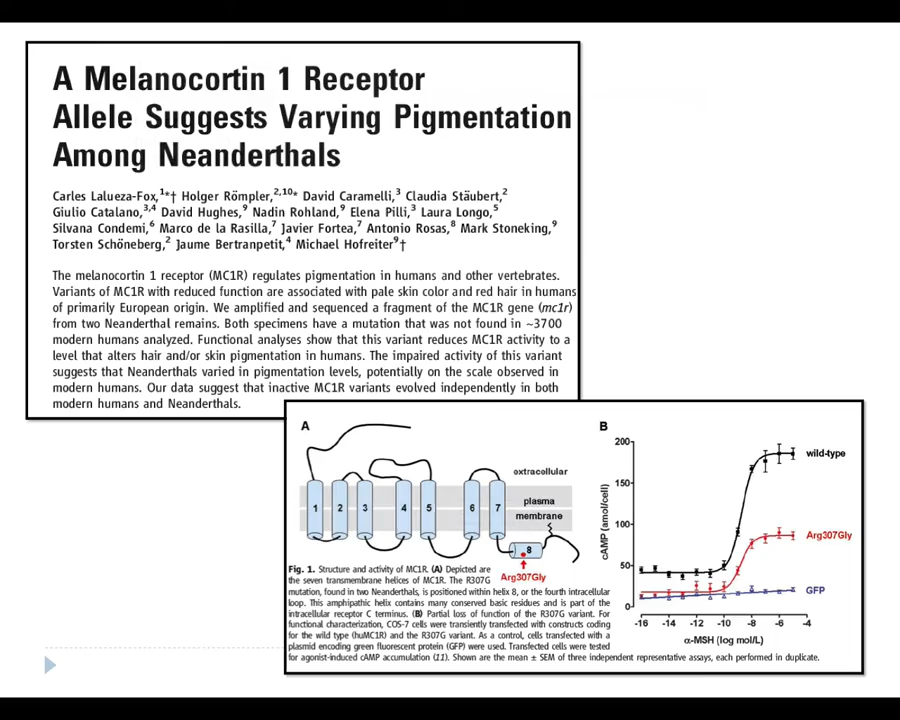 A Melanocortin 1 Receptor
Allele Suggests Varying Pigmentation
Among Neanderthals
Carles Lalueza-Fox,1*† Holger Römpler,2,10* David Caramelli,3 Claudia Stäubert,2
Giulio Catalano,3,4 David Hughes,9 Nadin Rohland,9 Elena Pilli,3 Laura Longo,5
Silvana Condemi,6 Marco de la Rasilla,7 Javier Fortea,7 Antonio Rosas,8 Mark Stoneking,9
Torsten Schöneberg,2 Jaume Bertranpetit,4 Michael Hofreiter9†
The melanocortin 1 receptor (MC1R) regulates pigmentation in humans and other vertebrates.
Variants of MC1R with reduced function are associated with pale skin color and red hair in humans
of primarily European origin. We amplified and sequenced a fragment of the MC1R gene (mc1r)
from two Neanderthal remains. Both specimens have a mutation that was not found in ~3700
modern humans analyzed. Functional analyses show that this variant reduces MC1R activity to a
level that alters hair and/or skin pigmentation in humans. The impaired activity of this variant
suggests that Neanderthals varied in pigmentation levels, potentially on the scale observed in
modern humans. Our data suggest that inactive MC1R variants evolved independently in both
modern humans and Neanderthals.
A
extracellular
plasma
membrane
1 2 3 4 5 6 7
8
Arg307Gly
Fig. 1. Structure and activity of MC1R. (A) Depicted are
the seven transmembrane helices of MC1R. The R307G
mutation, found in two Neanderthals, is positioned within helix 8, or the fourth intracellular
loop. This amphipathic helix contains many conserved basic residues and is part of the
intracellular receptor C terminus. (B) Partial loss of function of the R307G variant. For
functional characterization, COS-7 cells were transiently transfected with constructs coding
for the wild type (huMC1R) and the R307G variant. As a control, cells transfected with a
plasmid encoding green fluorescent protein (GFP) were used. Transfected cells were tested
for agonist-induced cAMP accumulation (11). Shown are the mean ± SEM of three independent representative assays, each performed in duplicate.
B
cAMP (amol/cell)
200
150
100
50
0
wild-type
Arg307Gly
GFP
-16 -14 -12 -10 -8 -6 -4
α-MSH (log mol/L)